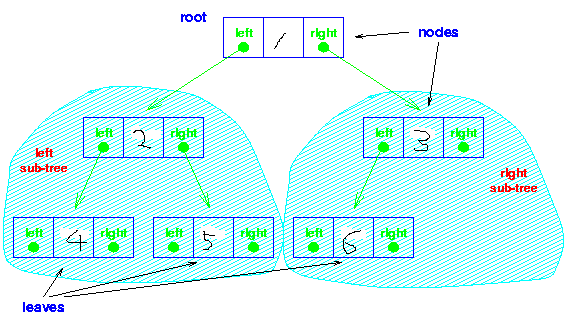 root
left / right
nodes
left 2 right
left 3 right
left
sub-tree
right
sub-tree
left 4 right
left 5 right
left 6 right
leaves